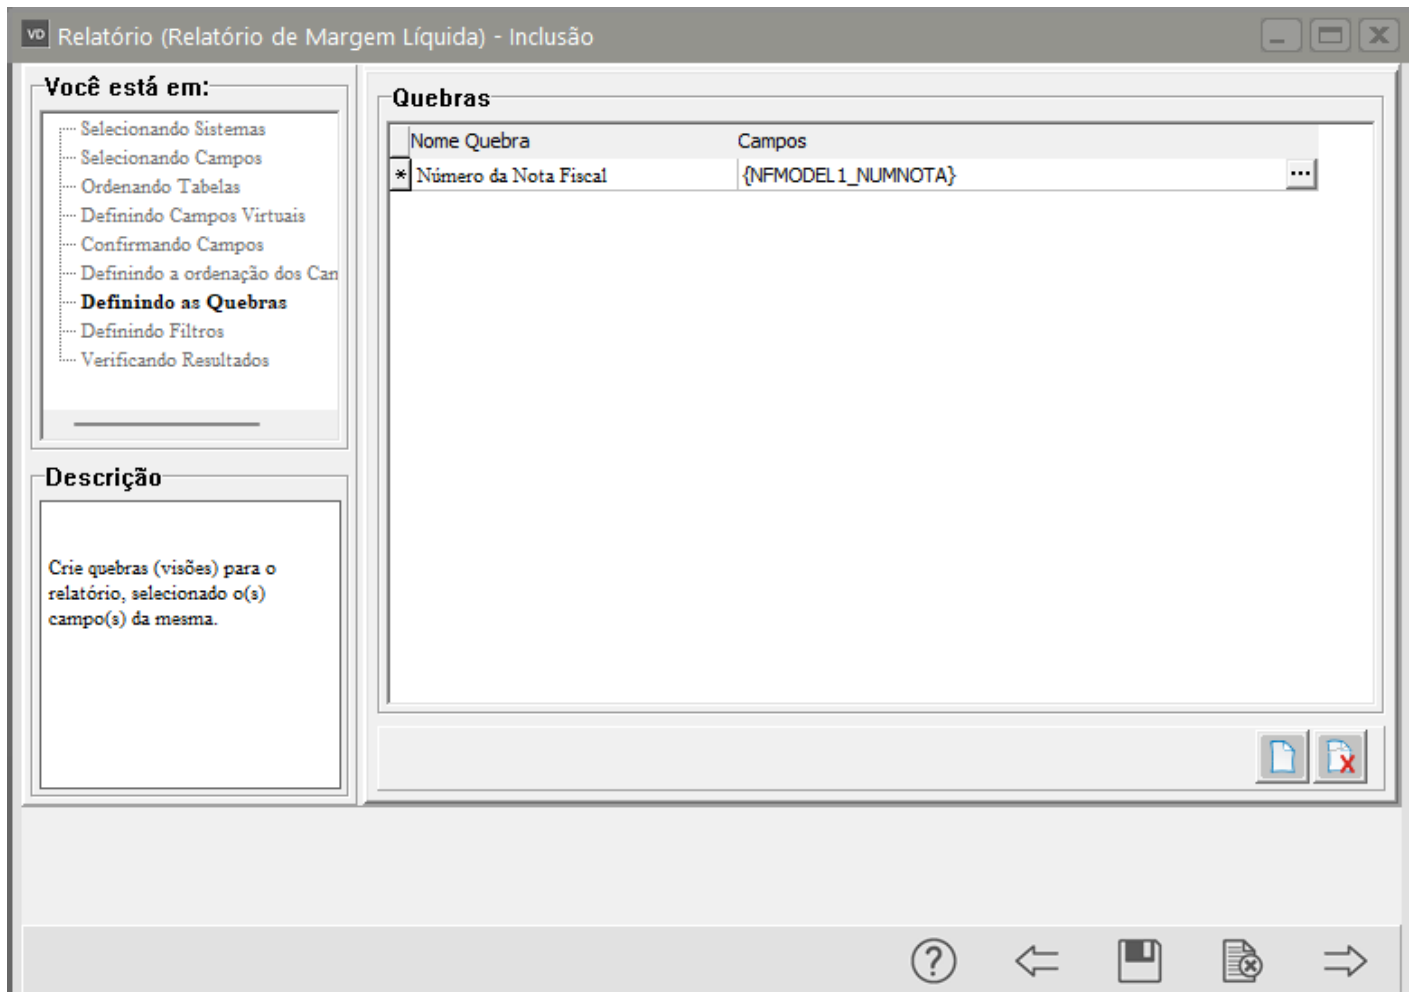 VD Relatório (Relatório de Margem Líquida) - Inclusão
Você está em:
Selecionando Sistemas
Selecionando Campos
Ordenando Tabelas
Definindo Campos Virtuais
Confirmando Campos
Definindo a ordenação dos Can
Definindo as Quebras
Definindo Filtros
Verificando Resultados
Descrição
Crie quebras (visões) para o
relatório, selecionado o(s)
campo(s) da mesma.
Quebras
Nome Quebra Campos
* Número da Nota Fiscal {NFMODEL1_NUMNOTA} ...